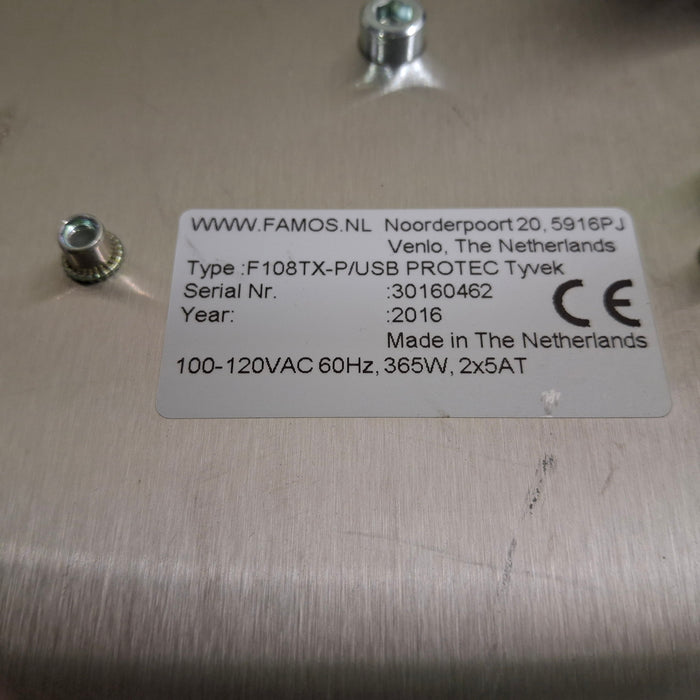 WWW.FAMOS.NL Noorderpoort 20, 5916PJ
Venlo, The Netherlands
Type :F108TX-P/USB PROTEC Tyvek
Serial Nr. :30160462
Year: :2016
CE
Made in The Netherlands
100-120VAC 60Hz, 365W, 2x5AT